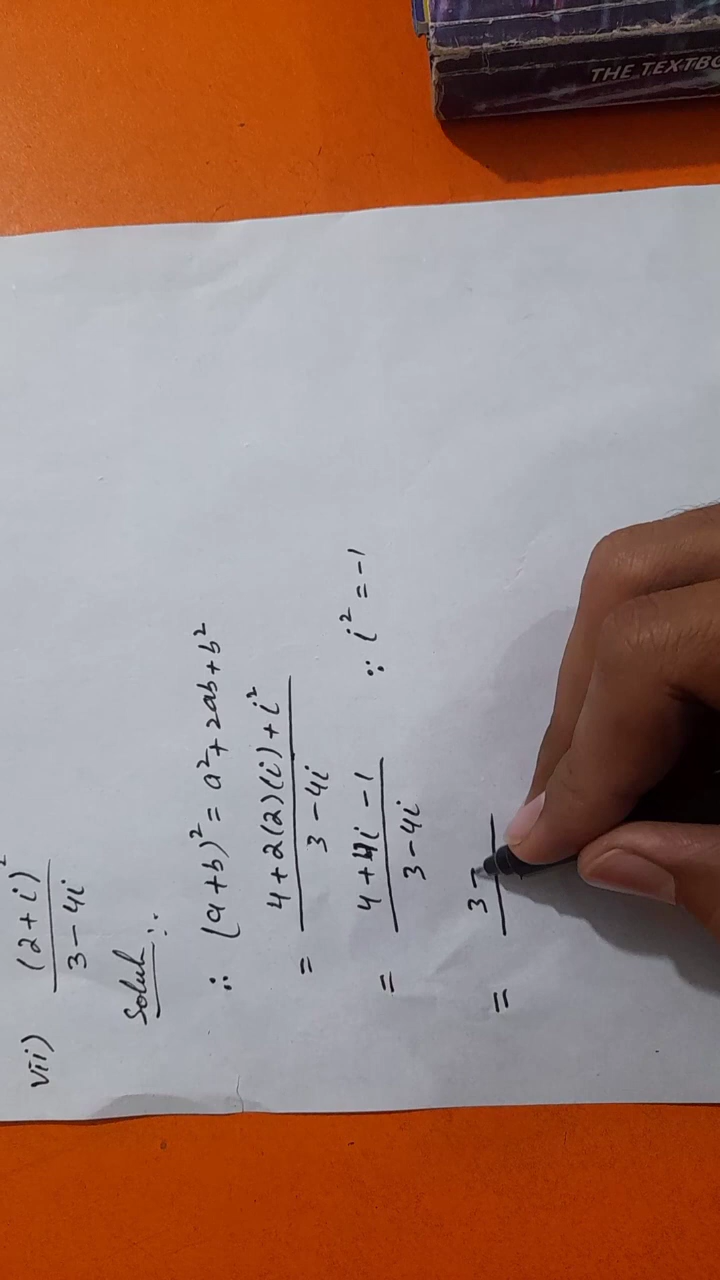 vii) (2+i)²
3-4i
Soluti :-
∵ (a+b)² = a²+2ab+b²
= 4+2(2)(i)+i²
3-4i
= 4+4i-1 ∵ i²=-1
3-4i
= 3-
THE TEXTBO